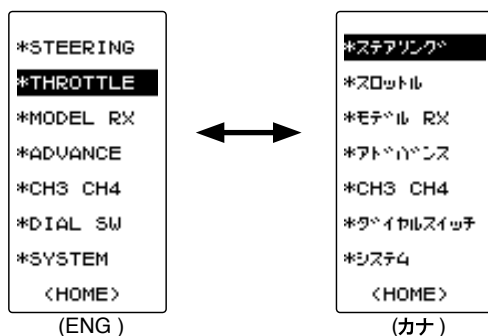 *STEERING
*THROTTLE
*MODEL RX
*ADVANCE
*CH3 CH4
*DIAL SW
*SYSTEM
<HOME>
(ENG )
*ステアリング
*スロットル
*モデル RX
*アドバンス
*CH3 CH4
*ダイヤルスイッチ
*システム
<HOME>
(カナ )